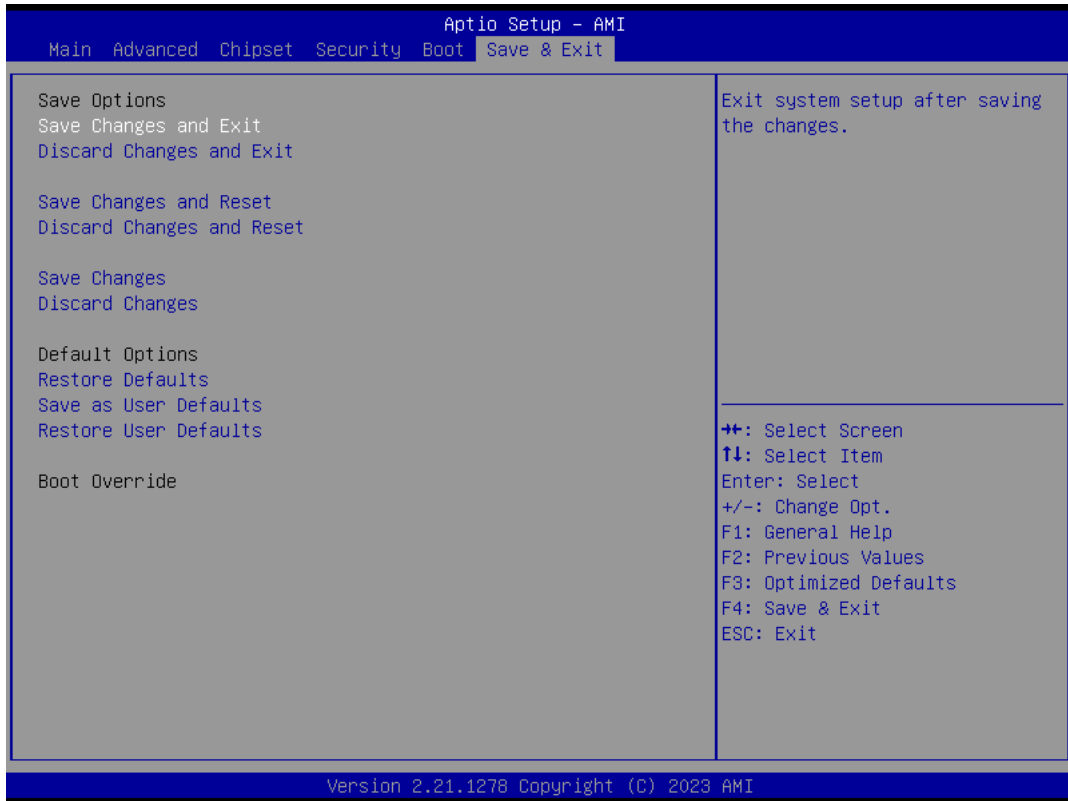 Aptio Setup – AMI
Main Advanced Chipset Security Boot Save & Exit
Save Options
Save Changes and Exit
Discard Changes and Exit
Save Changes and Reset
Discard Changes and Reset
Save Changes
Discard Changes
Default Options
Restore Defaults
Save as User Defaults
Restore User Defaults
Boot Override
Exit system setup after saving
the changes.
→←: Select Screen
↑↓: Select Item
Enter: Select
+/-: Change Opt.
F1: General Help
F2: Previous Values
F3: Optimized Defaults
F4: Save & Exit
ESC: Exit
Version 2.21.1278 Copyright (C) 2023 AMI